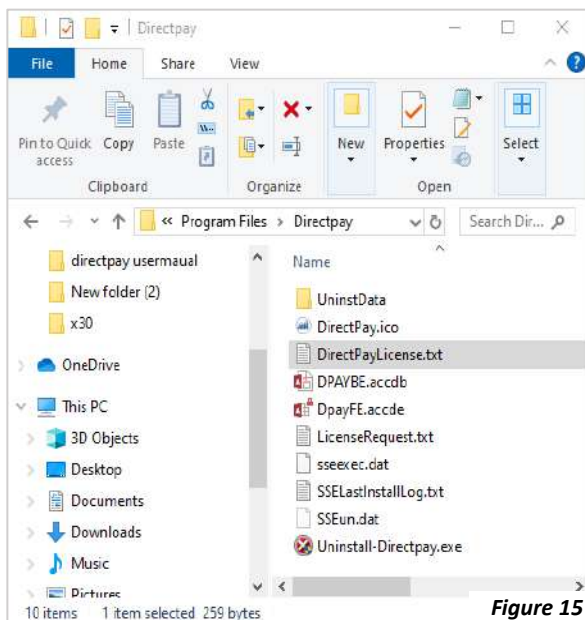 Directpay
File Home Share View
Pin to Quick access Copy Paste New Properties Select
Clipboard Organize Open
« Program Files > Directpay Search Dir...
directpay usermaual
New folder (2)
x30
OneDrive
This PC
3D Objects
Desktop
Documents
Downloads
Music
Pictures
Name
UninstData
DirectPay.ico
DirectPayLicense.txt
DPAYBE.accdb
DpayFE.accde
LicenseRequest.txt
sseexec.dat
SSELastInstallLog.txt
SSEun.dat
Uninstall-Directpay.exe
10 items 1 item selected 259 bytes
Figure 15